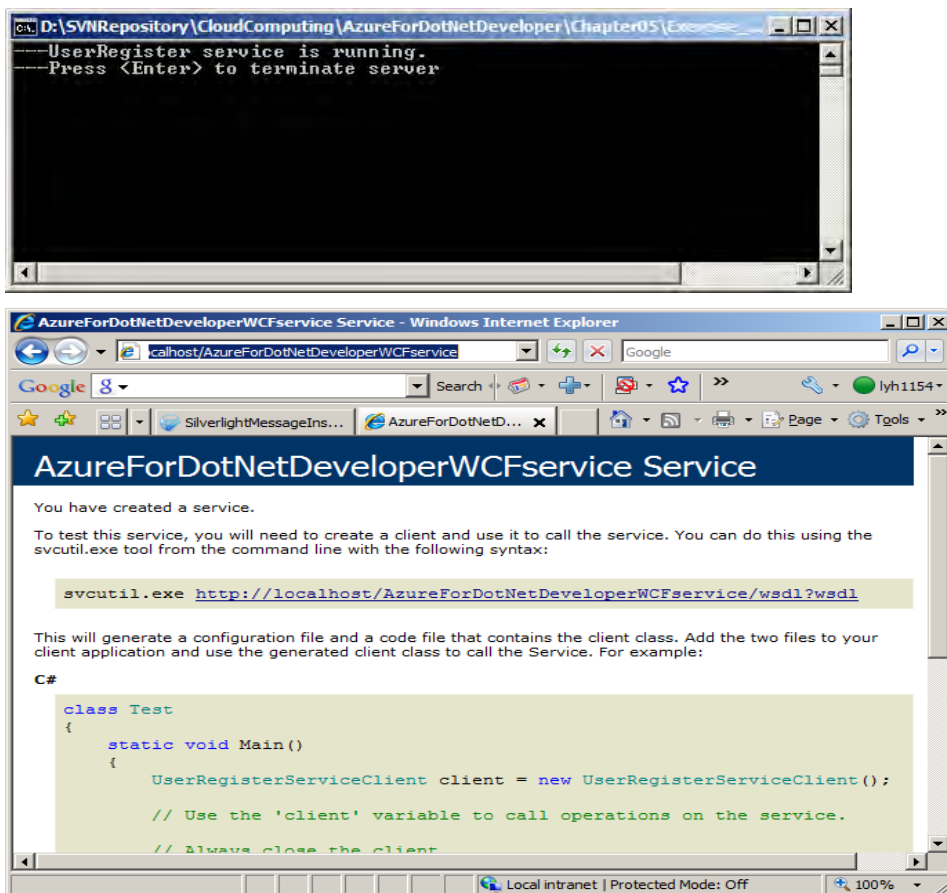 D:\SVNRepository\CloudComputing\AzureForDotNetDeveloper\Chapter05\
---UserRegister service is running.
---Press <Enter> to terminate server
AzureForDotNetDeveloperWCFservice Service - Windows Internet Explorer
calhost/AzureForDotNetDeveloperWCFservice
Google
Google
Search
»
lyh1154
SilverlightMessageIns...
AzureForDotNetD...
Page
Tools
»
AzureForDotNetDeveloperWCFservice Service
You have created a service.
To test this service, you will need to create a client and use it to call the service. You can do this using the
svcutil.exe tool from the command line with the following syntax:
svcutil.exe http://localhost/AzureForDotNetDeveloperWCFservice/wsdl?wsdl
This will generate a configuration file and a code file that contains the client class. Add the two files to your
client application and use the generated client class to call the Service. For example:
C#
class Test
{
static void Main()
{
UserRegisterServiceClient client = new UserRegisterServiceClient();
// Use the 'client' variable to call operations on the service.
// Always close the client
Local intranet | Protected Mode: Off
100%